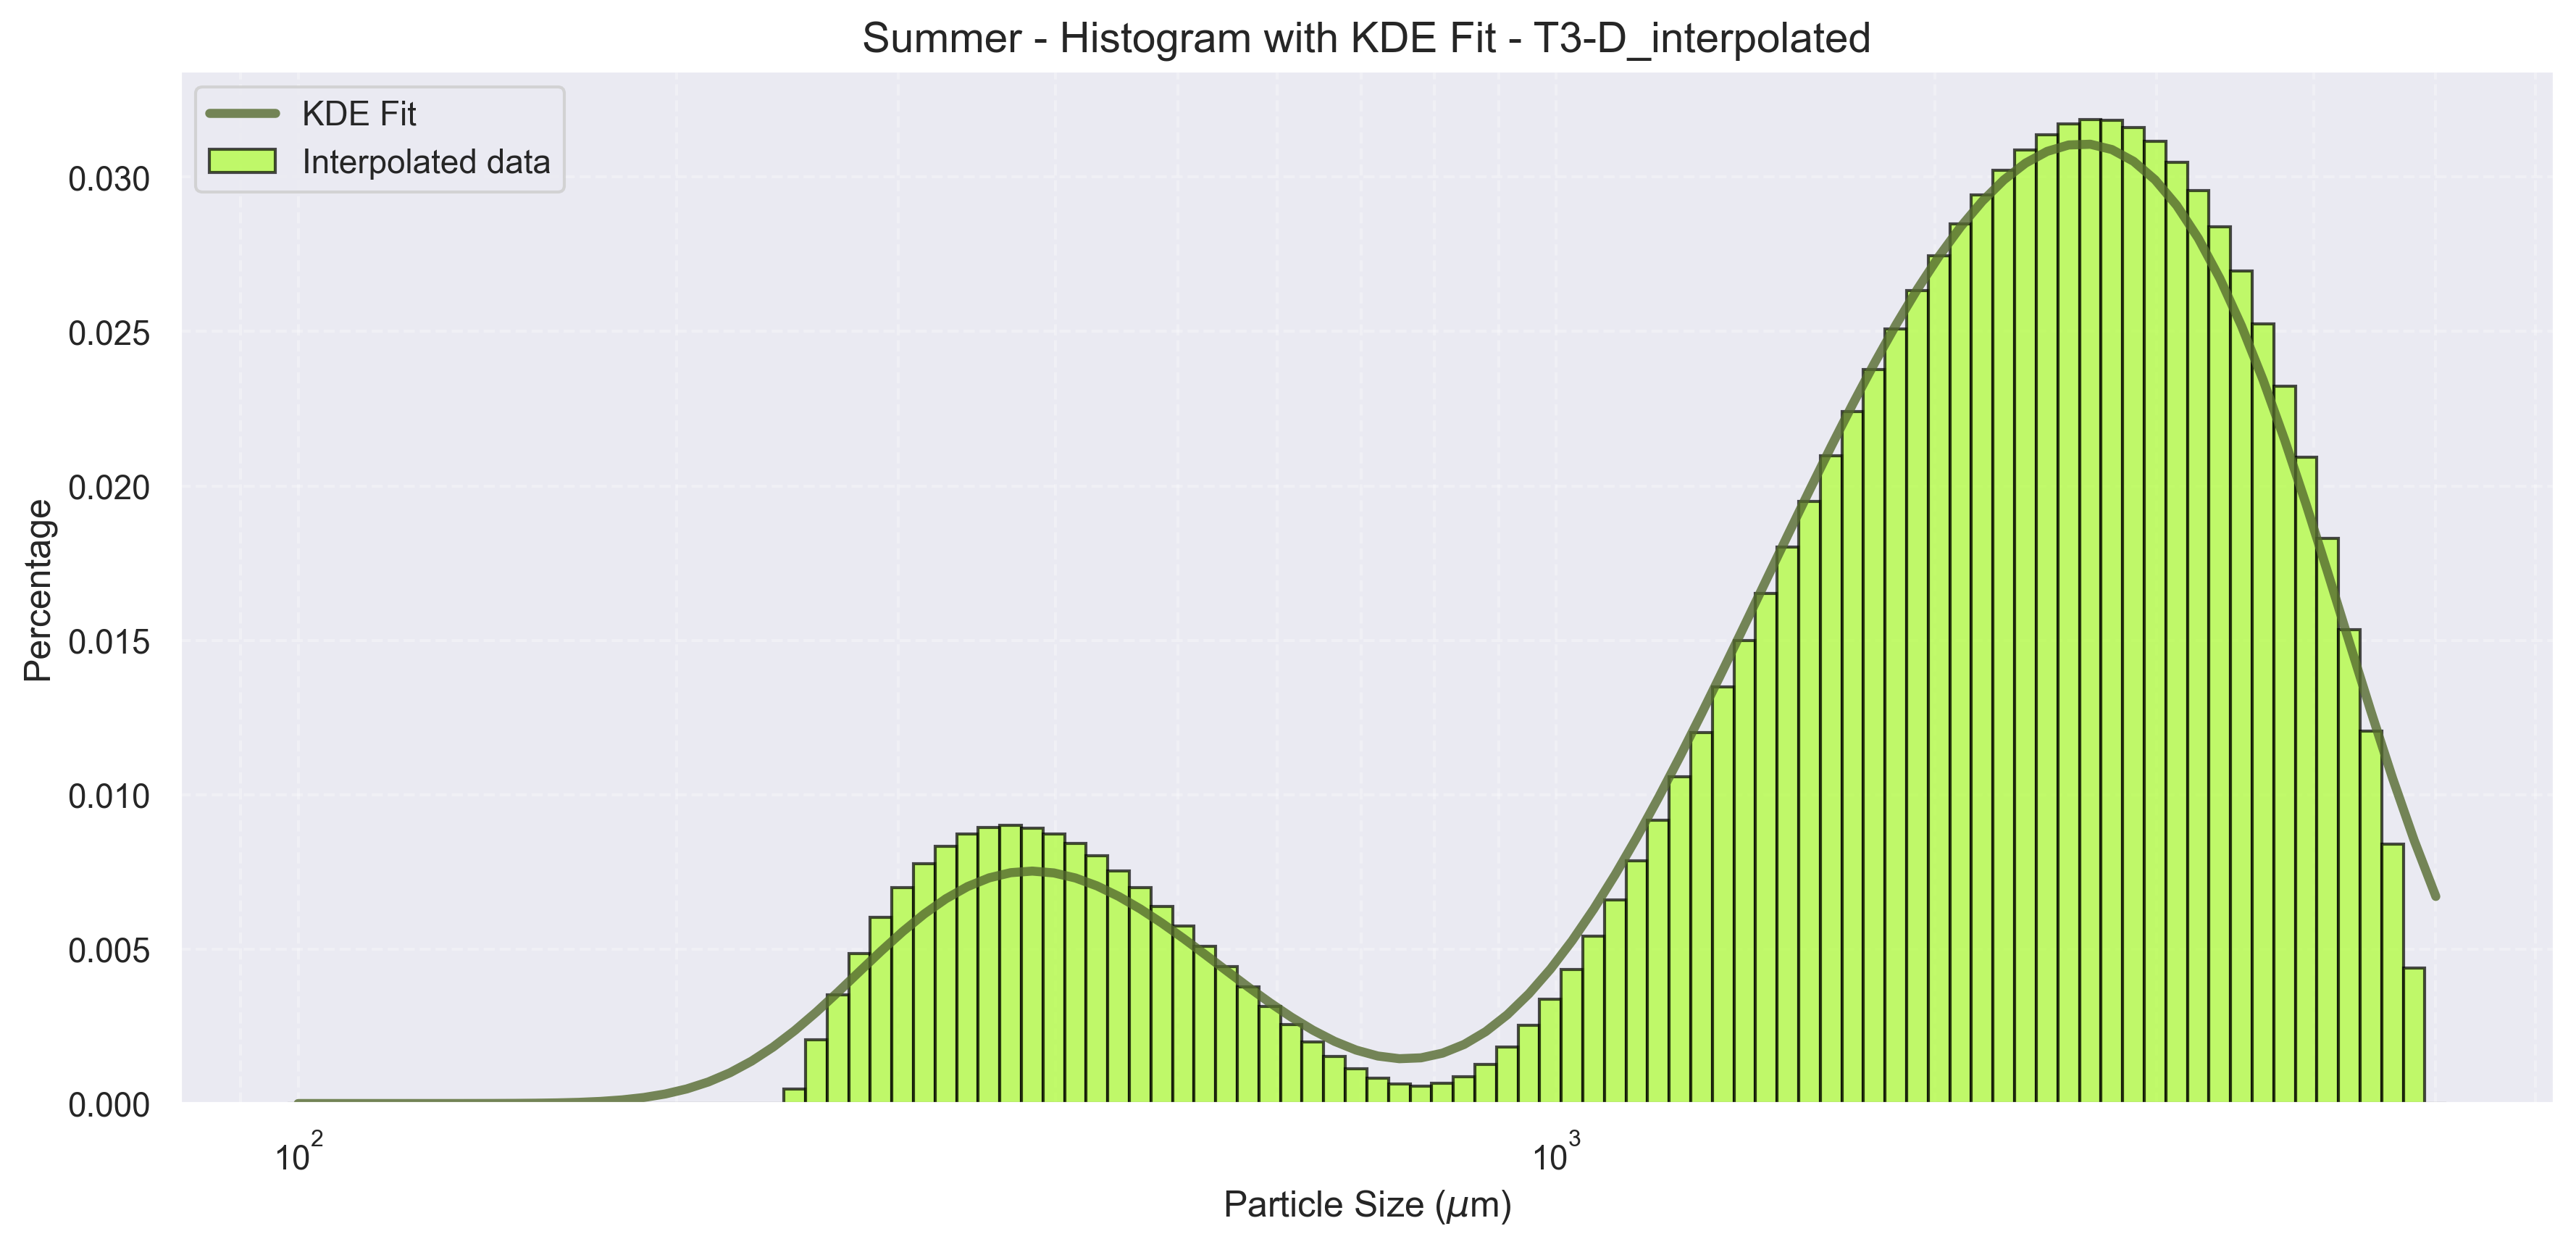 Summer - Histogram with KDE Fit - T3-D_interpolated
KDE Fit
Interpolated data
0.030
0.025
0.020
0.015
0.010
0.005
0.000
Percentage
10²
10³
Particle Size (μm)